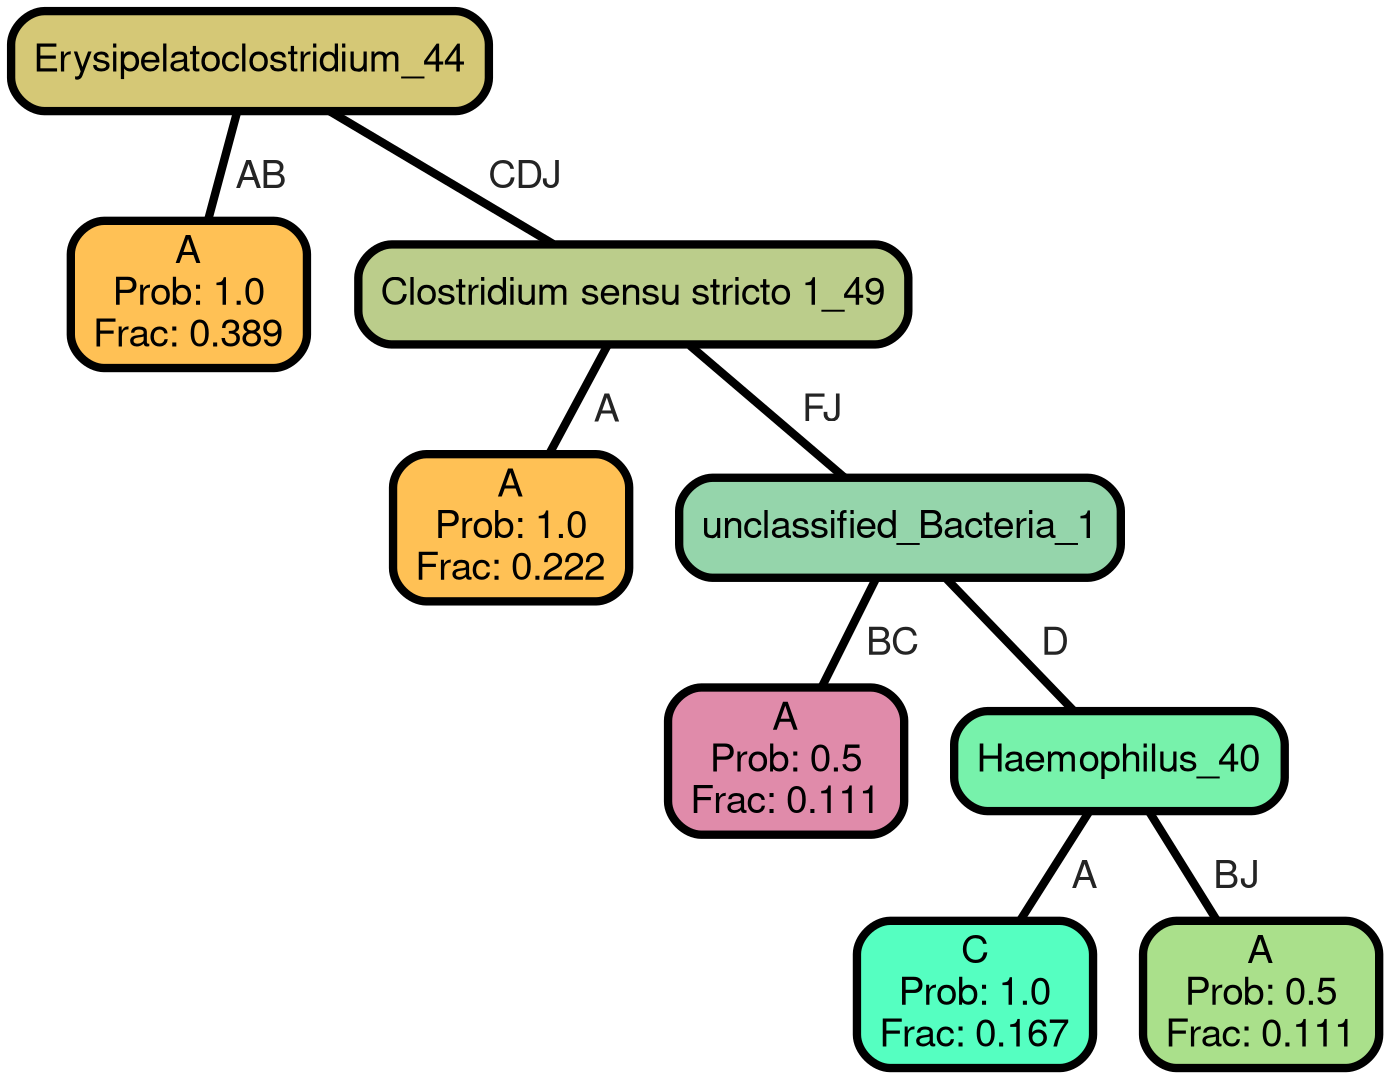 Erysipelatoclostridium_44
AB
CDJ
A
Prob: 1.0
Frac: 0.389
Clostridium sensu stricto 1_49
A
FJ
A
Prob: 1.0
Frac: 0.222
unclassified_Bacteria_1
BC
D
A
Prob: 0.5
Frac: 0.111
Haemophilus_40
A
BJ
C
Prob: 1.0
Frac: 0.167
A
Prob: 0.5
Frac: 0.111